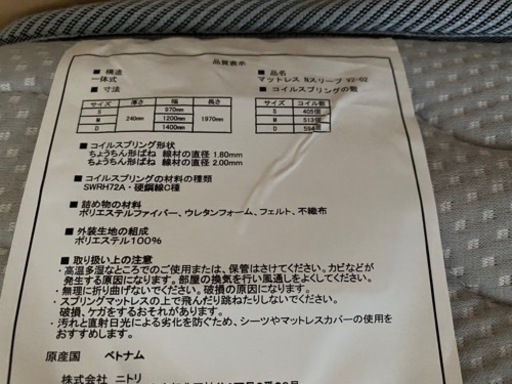 品質表示
■ 構造
一体式
■ 寸法
サイズ 厚さ 幅 長さ
S 240mm 970mm 1970mm
M 1200mm
D 1400mm
■ 品名
マットレス Nスリープ V2-02
■ コイルスプリングの数
サイズ コイル数
S 405個
M 513個
D 594個
■ コイルスプリング形状
ちょうちん形ばね 線材の直径 1.80mm
ちょうちん形ばね 線材の直径 2.00mm
■ コイルスプリングの材料の種類
SWRH72A・硬鋼線C種
■ 詰め物の材料
ポリエステルファイバー、ウレタンフォーム、フェルト、不織布
■ 外装生地の組成
ポリエステル100%
■ 取り扱い上の注意
・高温多湿なところでのご使用または、保管はさけてください。カビなどが
発生する原因になります。部屋の換気を行い風通しをよくしてください。
・無理に折り曲げないでください。破損の原因になります。
・スプリングマットレスの上で飛んだり跳ねたりしないでください。
破損、ケガをするおそれがあります。
・汚れと直射日光による劣化を防ぐため、シーツやマットレスカバーの使用を
おすすめします。
原産国 ベトナム
株式会社 ニトリ